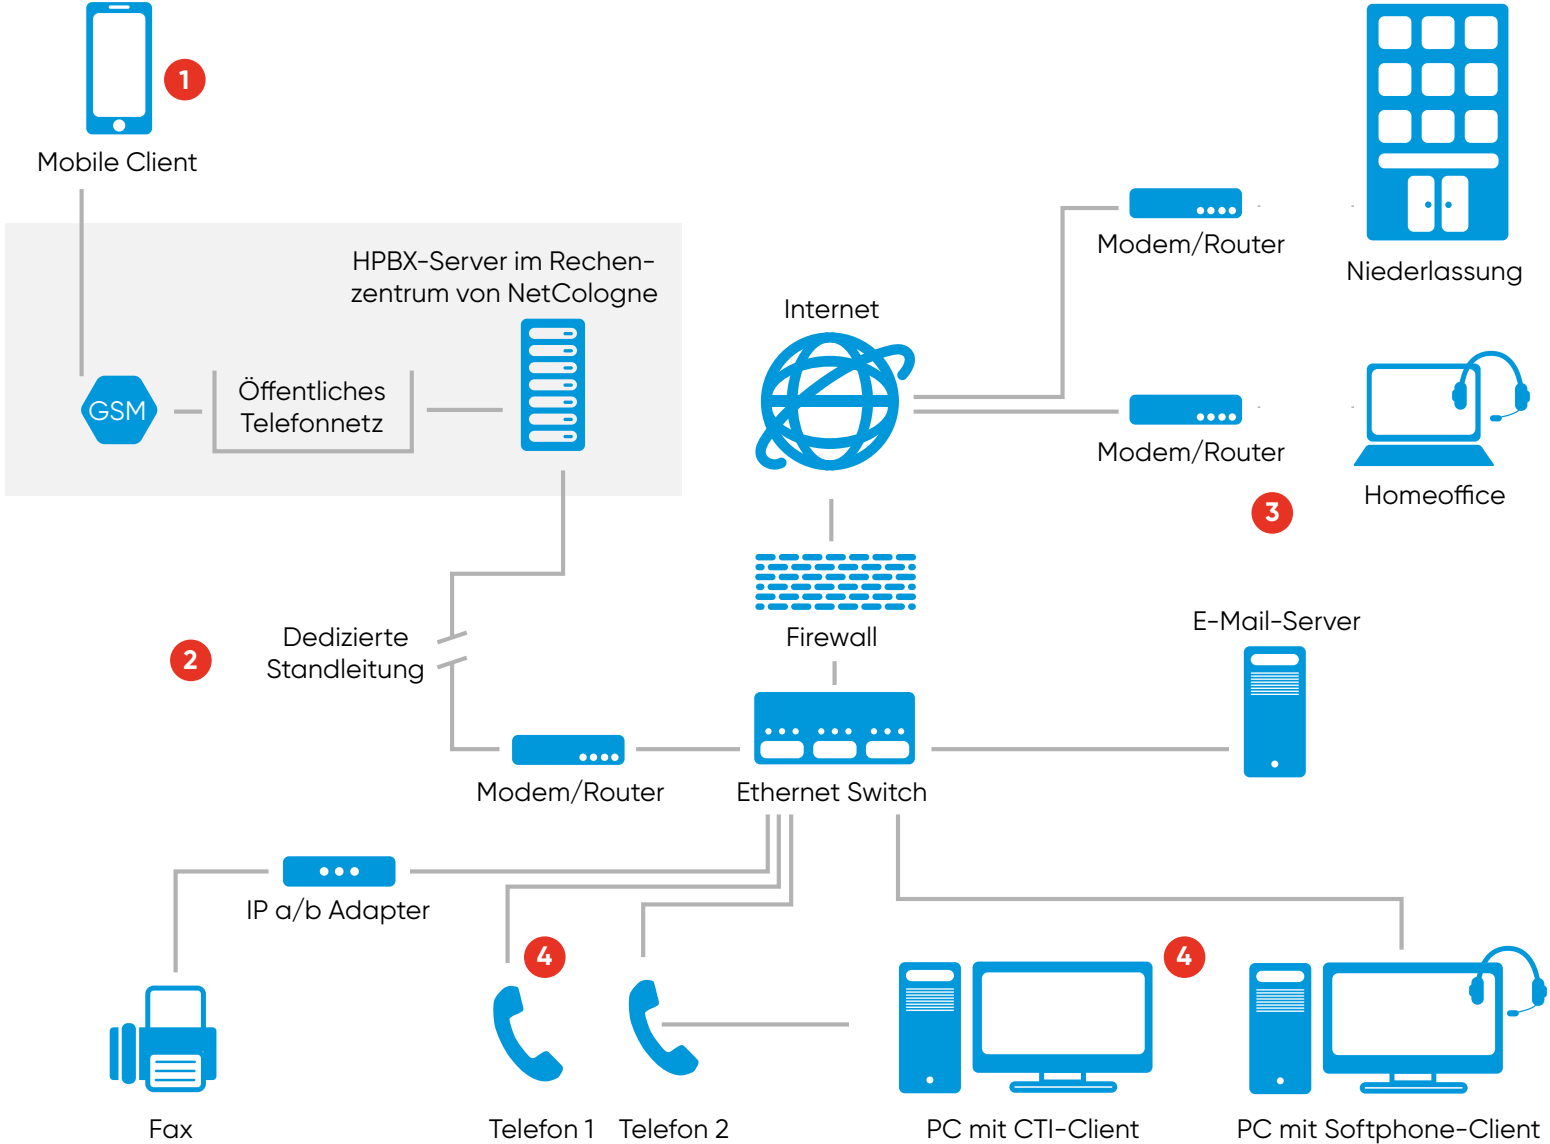 1
Mobile Client
HPBX-Server im Rechen-
zentrum von NetCologne
GSM
Öffentliches
Telefonnetz
Internet
Modem/Router
Niederlassung
Modem/Router
Homeoffice
3
Firewall
2
Dedizierte
Standleitung
E-Mail-Server
Modem/Router
Ethernet Switch
IP a/b Adapter
4
4
Fax
Telefon 1
Telefon 2
PC mit CTI-Client
PC mit Softphone-Client